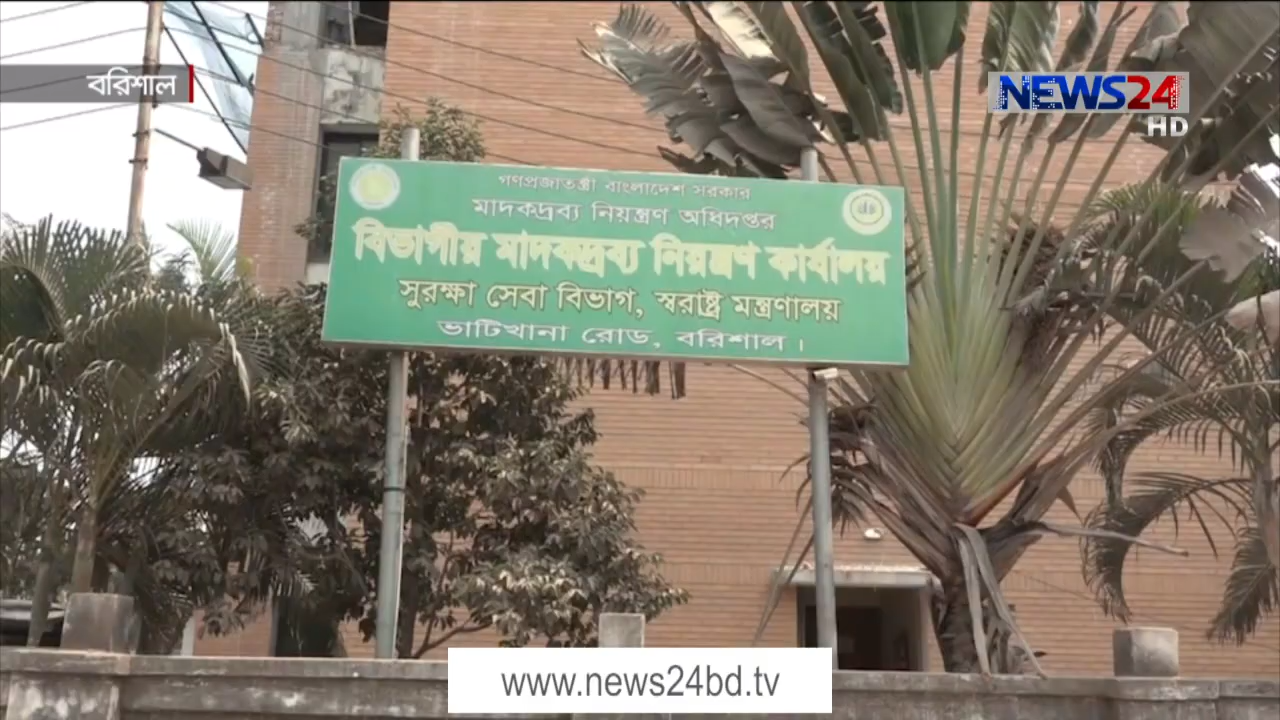 বরিশাল
NEWS24
HD
গণপ্রজাতন্ত্রী বাংলাদেশ সরকার
মাদকদ্রব্য নিয়ন্ত্রণ অধিদপ্তর
বিভাগীয় মাদকদ্রব্য নিয়ন্ত্রণ কার্যালয়
সুরক্ষা সেবা বিভাগ, স্বরাষ্ট্র মন্ত্রণালয়
ভাটিখানা রোড, বরিশাল।
www.news24bd.tv